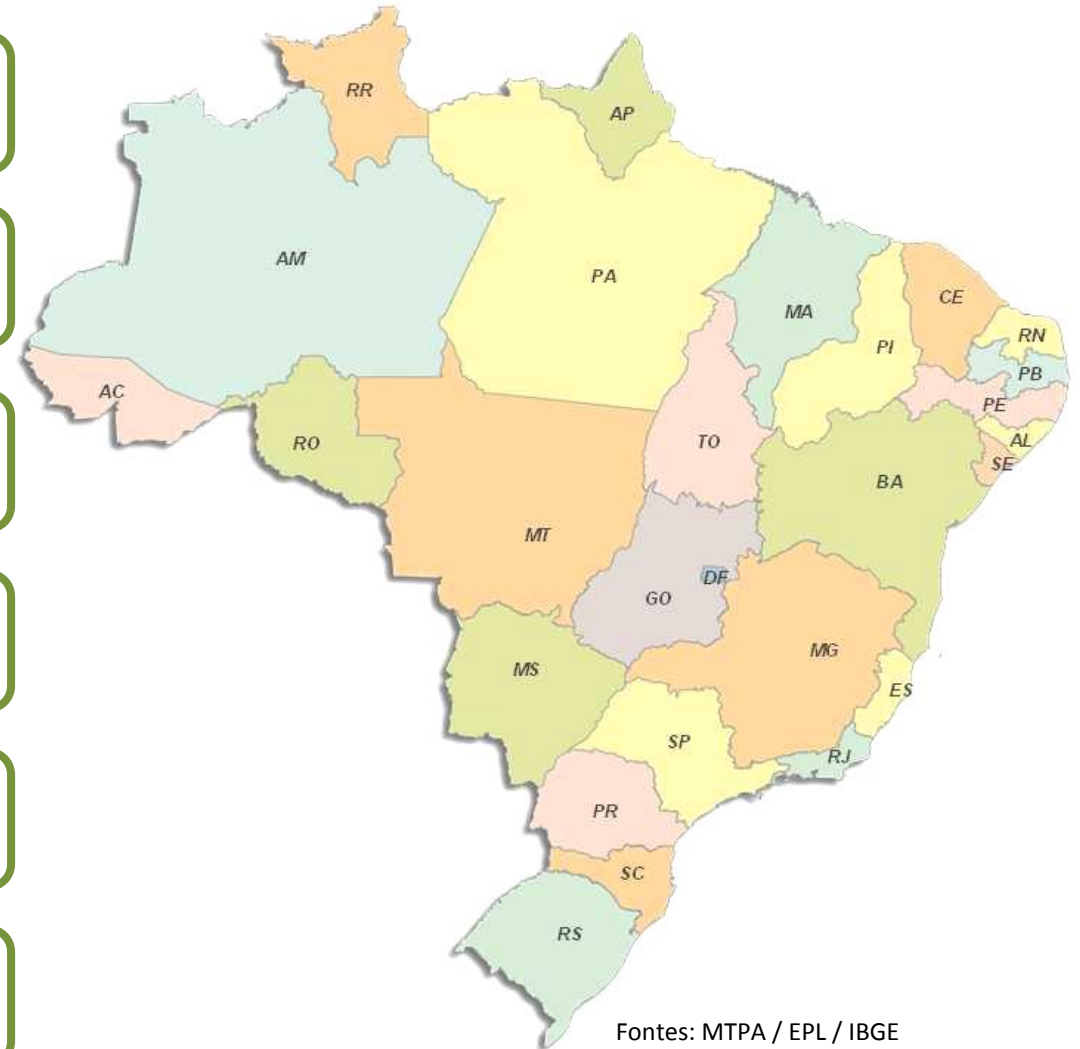 RR
AP
AM
PA
MA
CE
RN
PI
PB
AC
PE
TO
AL
RO
SE
BA
MT
DF
GO
MG
MS
ES
SP
RJ
PR
SC
RS
Fontes: MTPA / EPL / IBGE